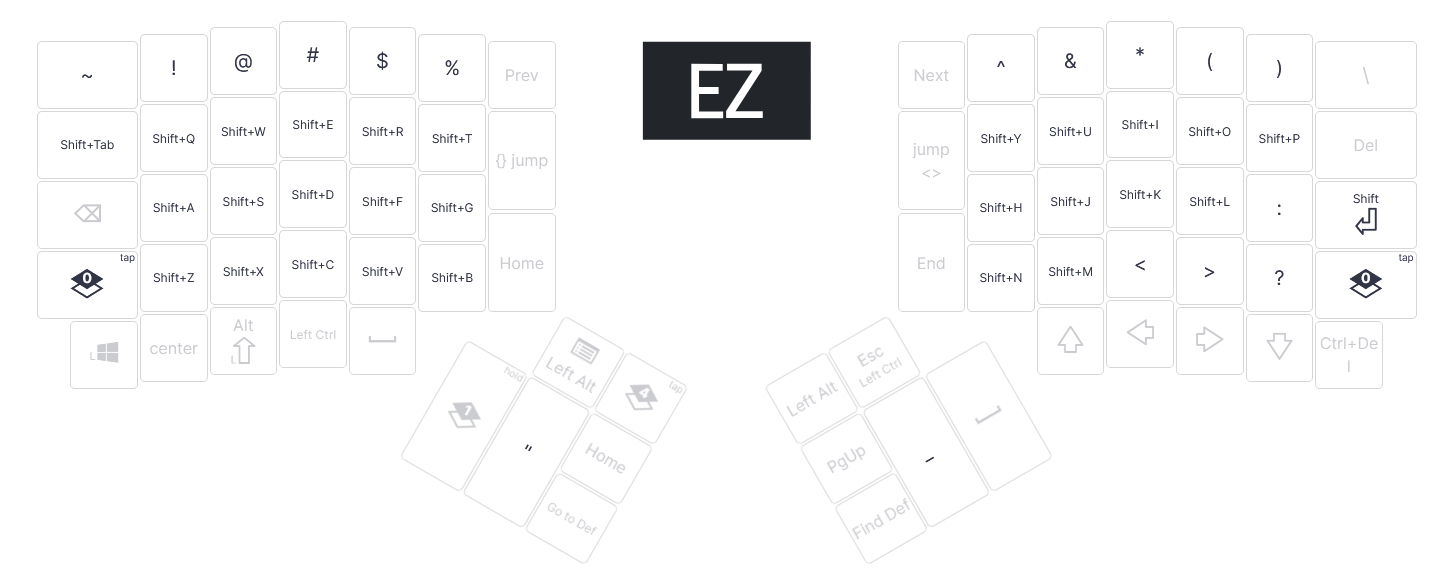 ~
!
@
#
$
%
Prev
EZ
Next
^
&
*
(
)
\
Shift+Tab
Shift+Q
Shift+W
Shift+E
Shift+R
Shift+T
{} jump
jump
<>
Shift+Y
Shift+U
Shift+I
Shift+O
Shift+P
Del
Shift+A
Shift+S
Shift+D
Shift+F
Shift+G
Shift+H
Shift+J
Shift+K
Shift+L
:
Shift
tap
0
Shift+Z
Shift+X
Shift+C
Shift+V
Shift+B
Home
End
Shift+N
Shift+M
<
>
?
tap
0
L
center
Alt
L
Left Ctrl
Ctrl+De
l
hold
1
Left Alt
tap
4
"
Home
Go to Def
Left Alt
Esc
Left Ctrl
PgUp
_
Find Def